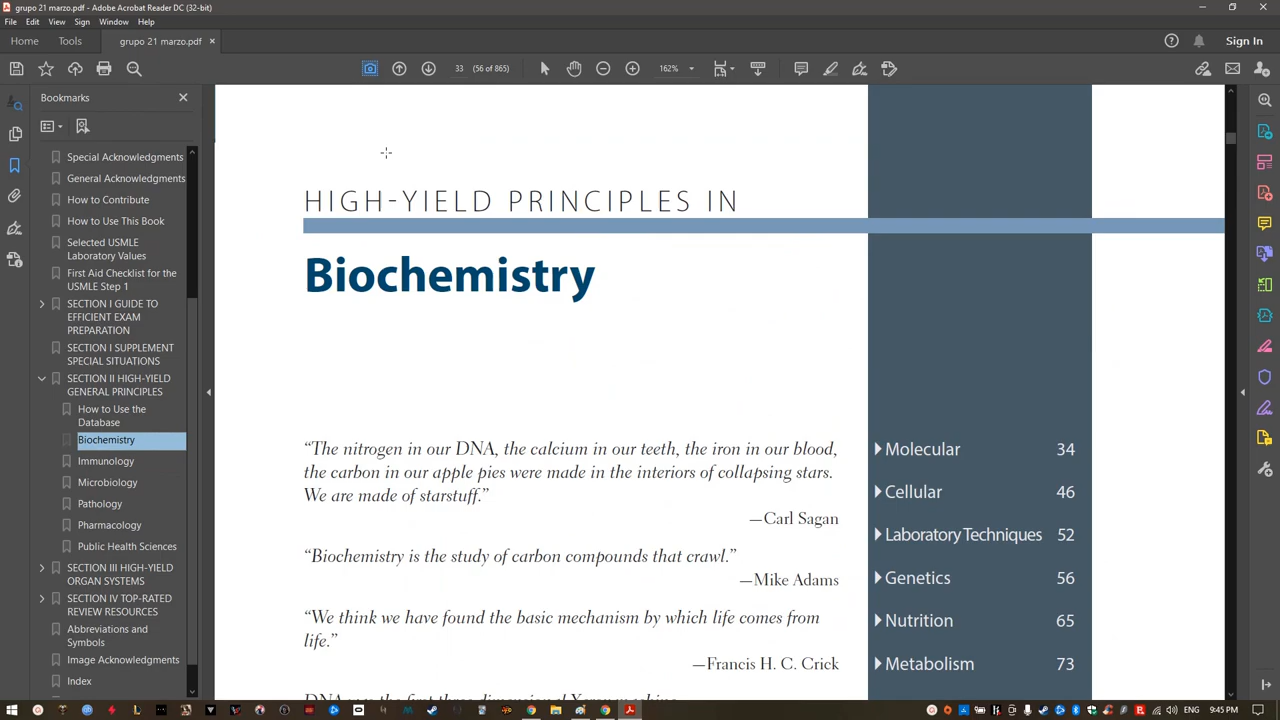 grupo 21 marzo.pdf - Adobe Acrobat Reader DC (32-bit)
File Edit View Sign Window Help
Home Tools grupo 21 marzo.pdf × Sign In
33 (56 of 865) 162%
Bookmarks
Special Acknowledgments
General Acknowledgments
How to Contribute
How to Use This Book
Selected USMLE
Laboratory Values
First Aid Checklist for the
USMLE Step 1
SECTION I GUIDE TO
EFFICIENT EXAM
PREPARATION
SECTION I SUPPLEMENT
SPECIAL SITUATIONS
SECTION II HIGH-YIELD
GENERAL PRINCIPLES
How to Use the
Database
Biochemistry
Immunology
Microbiology
Pathology
Pharmacology
Public Health Sciences
SECTION III HIGH-YIELD
ORGAN SYSTEMS
SECTION IV TOP-RATED
REVIEW RESOURCES
Abbreviations and
Symbols
Image Acknowledgments
Index
HIGH-YIELD PRINCIPLES IN
Biochemistry
“The nitrogen in our DNA, the calcium in our teeth, the iron in our blood,
the carbon in our apple pies were made in the interiors of collapsing stars.
We are made of starstuff.”
—Carl Sagan
“Biochemistry is the study of carbon compounds that crawl.”
—Mike Adams
“We think we have found the basic mechanism by which life comes from
life.”
—Francis H. C. Crick
Molecular 34
Cellular 46
Laboratory Techniques 52
Genetics 56
Nutrition 65
Metabolism 73
9:45 PM